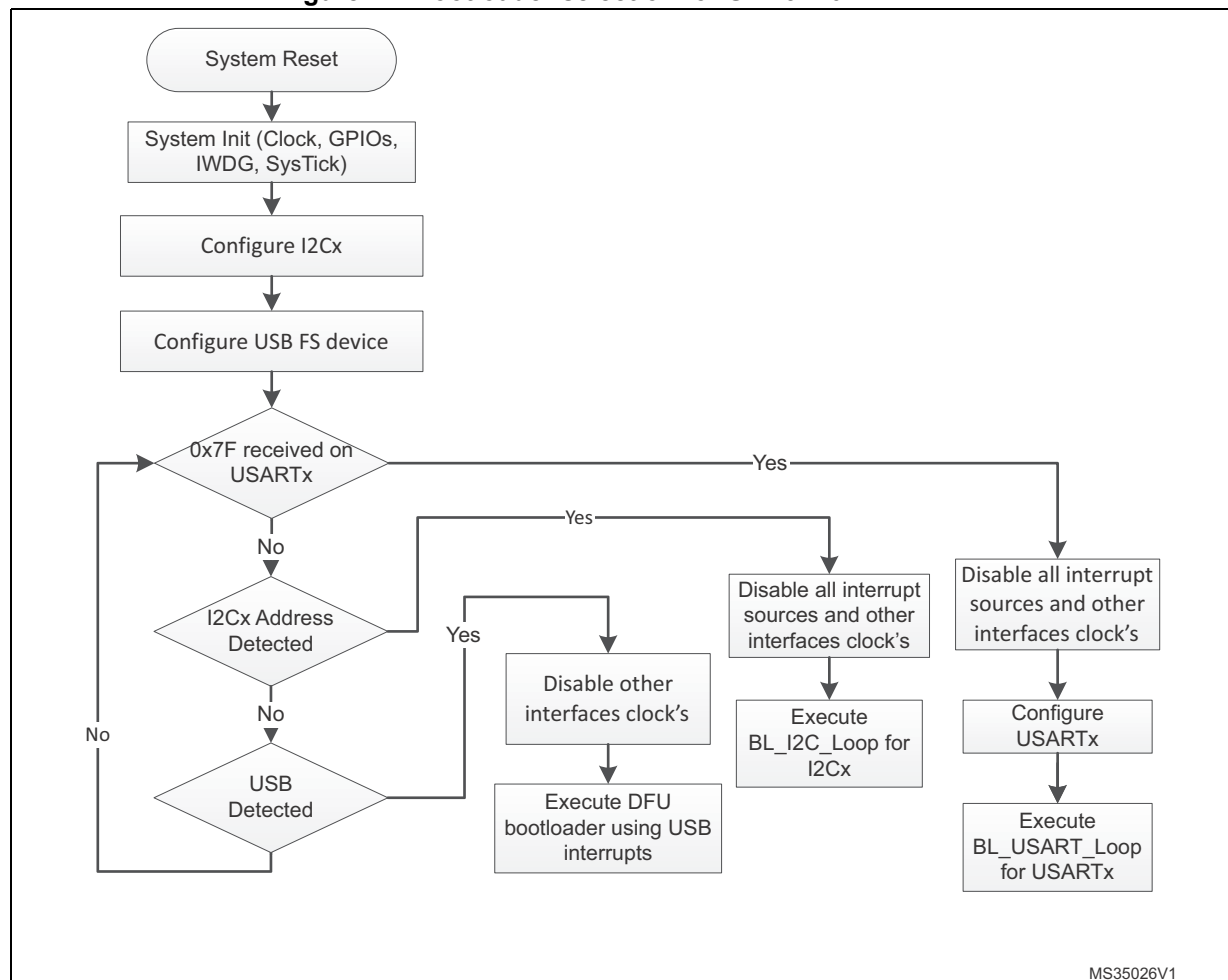 System Reset
System Init (Clock, GPIOs,
IWDG, SysTick)
Configure I2Cx
Configure USB FS device
0x7F received on
USARTx
Yes
No
I2Cx Address
Detected
Yes
No
USB
Detected
Yes
No
Disable other
interfaces clock's
Execute DFU
bootloader using USB
interrupts
Disable all interrupt
sources and other
interfaces clock's
Execute
BL_I2C_Loop for
I2Cx
Disable all interrupt
sources and other
interfaces clock's
Configure
USARTx
Execute
BL_USART_Loop
for USARTx
MS35026V1